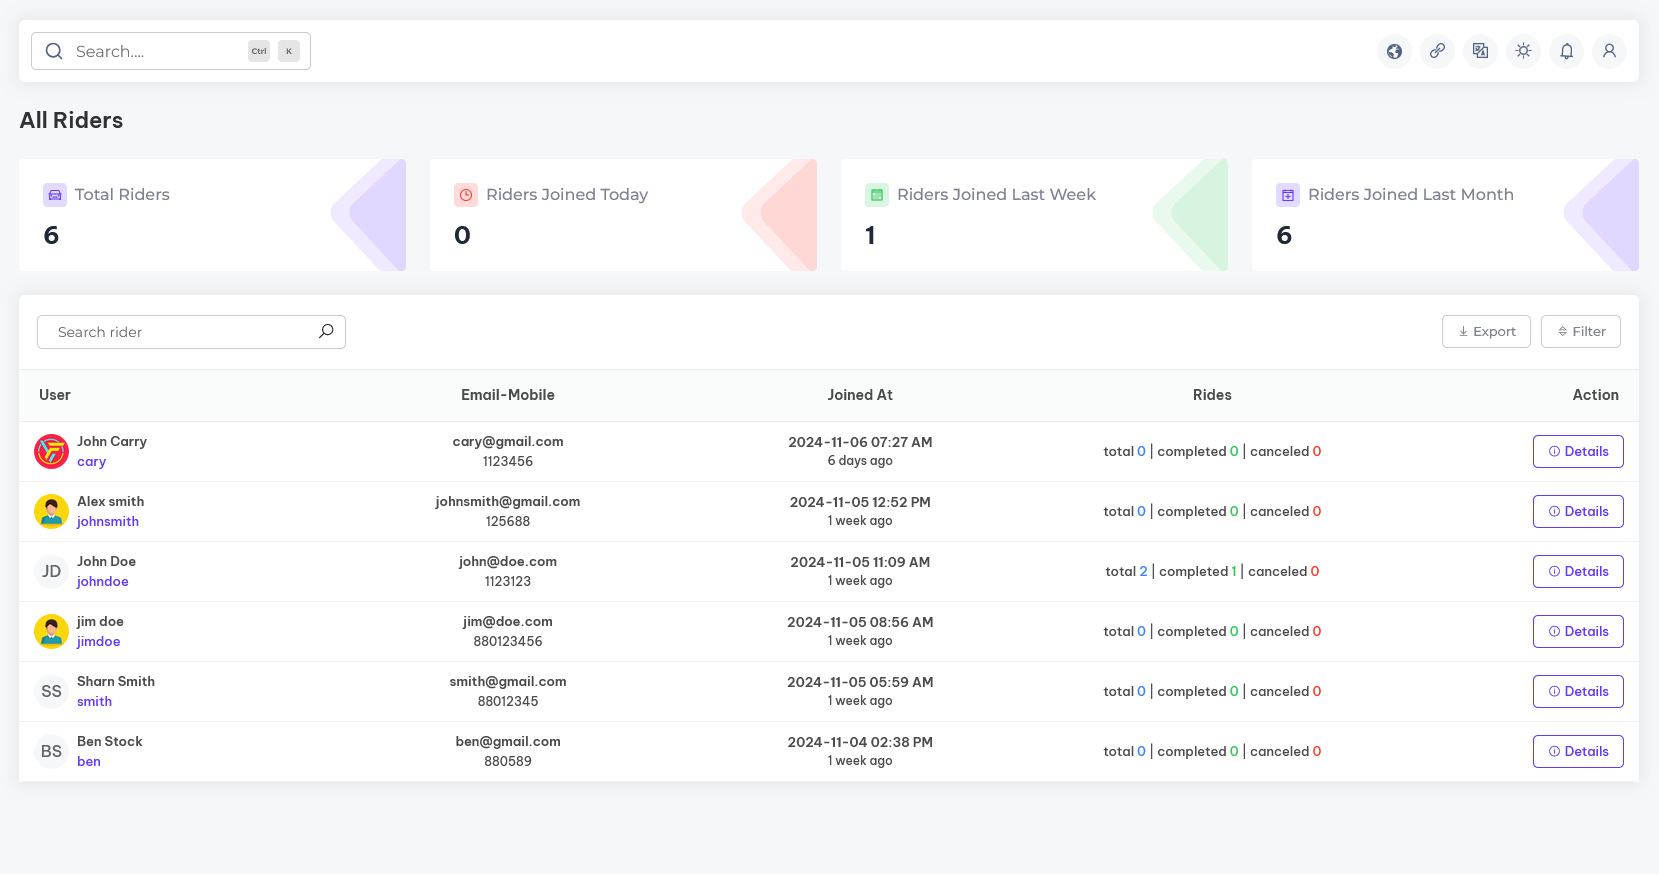 Search.... Ctrl K
All Riders
Total Riders
6
Riders Joined Today
0
Riders Joined Last Week
1
Riders Joined Last Month
6
Search rider
Export
Filter
User Email-Mobile Joined At Rides Action
John Carry
cary
cary@gmail.com
1123456
2024-11-06 07:27 AM
6 days ago
total 0 | completed 0 | canceled 0
Details
Alex smith
johnsmith
johnsmith@gmail.com
125688
2024-11-05 12:52 PM
1 week ago
total 0 | completed 0 | canceled 0
Details
JD
John Doe
johndoe
john@doe.com
1123123
2024-11-05 11:09 AM
1 week ago
total 2 | completed 1 | canceled 0
Details
jim doe
jimdoe
jim@doe.com
880123456
2024-11-05 08:56 AM
1 week ago
total 0 | completed 0 | canceled 0
Details
SS
Sharn Smith
smith
smith@gmail.com
88012345
2024-11-05 05:59 AM
1 week ago
total 0 | completed 0 | canceled 0
Details
BS
Ben Stock
ben
ben@gmail.com
880589
2024-11-04 02:38 PM
1 week ago
total 0 | completed 0 | canceled 0
Details